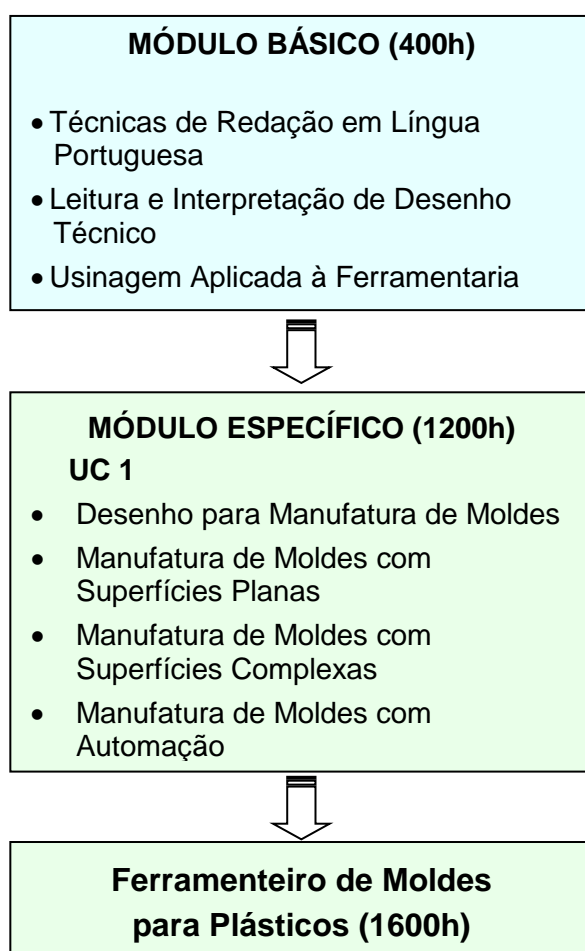 MÓDULO BÁSICO (400h)
• Técnicas de Redação em Língua
Portuguesa
• Leitura e Interpretação de Desenho
Técnico
• Usinagem Aplicada à Ferramentaria
MÓDULO ESPECÍFICO (1200h)
UC 1
• Desenho para Manufatura de Moldes
• Manufatura de Moldes com
Superfícies Planas
• Manufatura de Moldes com
Superfícies Complexas
• Manufatura de Moldes com
Automação
Ferramenteiro de Moldes
para Plásticos (1600h)